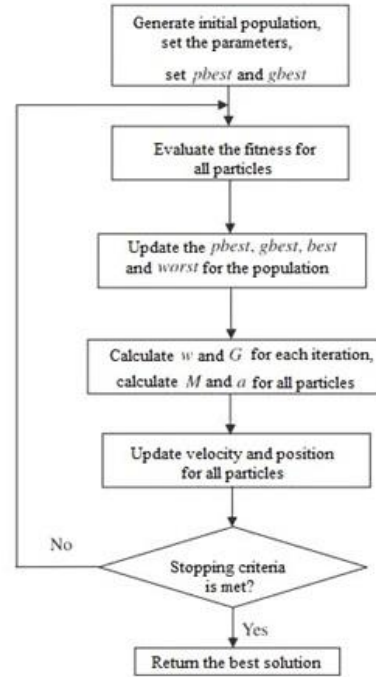 Generate initial population,
set the parameters,
set pbest and gbest
Evaluate the fitness for
all particles
Update the pbest, gbest, best
and worst for the population
Calculate w and G for each iteration,
calculate M and a for all particles
Update velocity and position
for all particles
No
Stopping criteria
is met?
Yes
Return the best solution